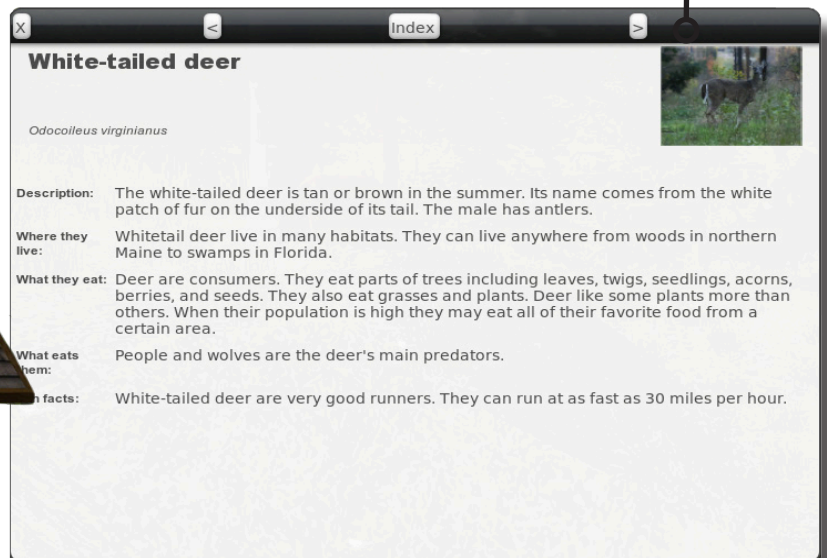 X < Index >
White-tailed deer
Odocoileus virginianus
Description: The white-tailed deer is tan or brown in the summer. Its name comes from the white
patch of fur on the underside of its tail. The male has antlers.
Where they Whitetail deer live in many habitats. They can live anywhere from woods in northern
live: Maine to swamps in Florida.
What they eat: Deer are consumers. They eat parts of trees including leaves, twigs, seedlings, acorns,
berries, and seeds. They also eat grasses and plants. Deer like some plants more than
others. When their population is high they may eat all of their favorite food from a
certain area.
What eats People and wolves are the deer's main predators.
hem:
facts: White-tailed deer are very good runners. They can run at as fast as 30 miles per hour.